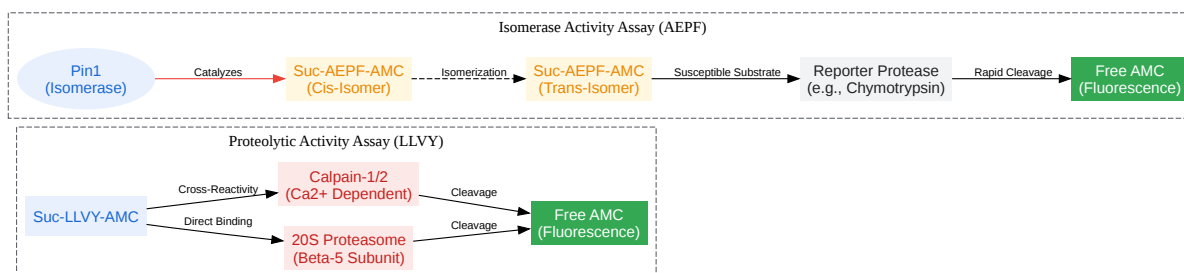 Isomerase Activity Assay (AEPF)
Pin1
(Isomerase)
Catalyzes
Suc-AEPF-AMC
(Cis-Isomer)
Isomerization
Suc-AEPF-AMC
(Trans-Isomer)
Susceptible Substrate
Reporter Protease
(e.g., Chymotrypsin)
Rapid Cleavage
Free AMC
(Fluorescence)
Proteolytic Activity Assay (LLVY)
Suc-LLVY-AMC
Cross-Reactivity
Calpain-1/2
(Ca2+ Dependent)
Cleavage
Direct Binding
20S Proteasome
(Beta-5 Subunit)
Cleavage
Free AMC
(Fluorescence)